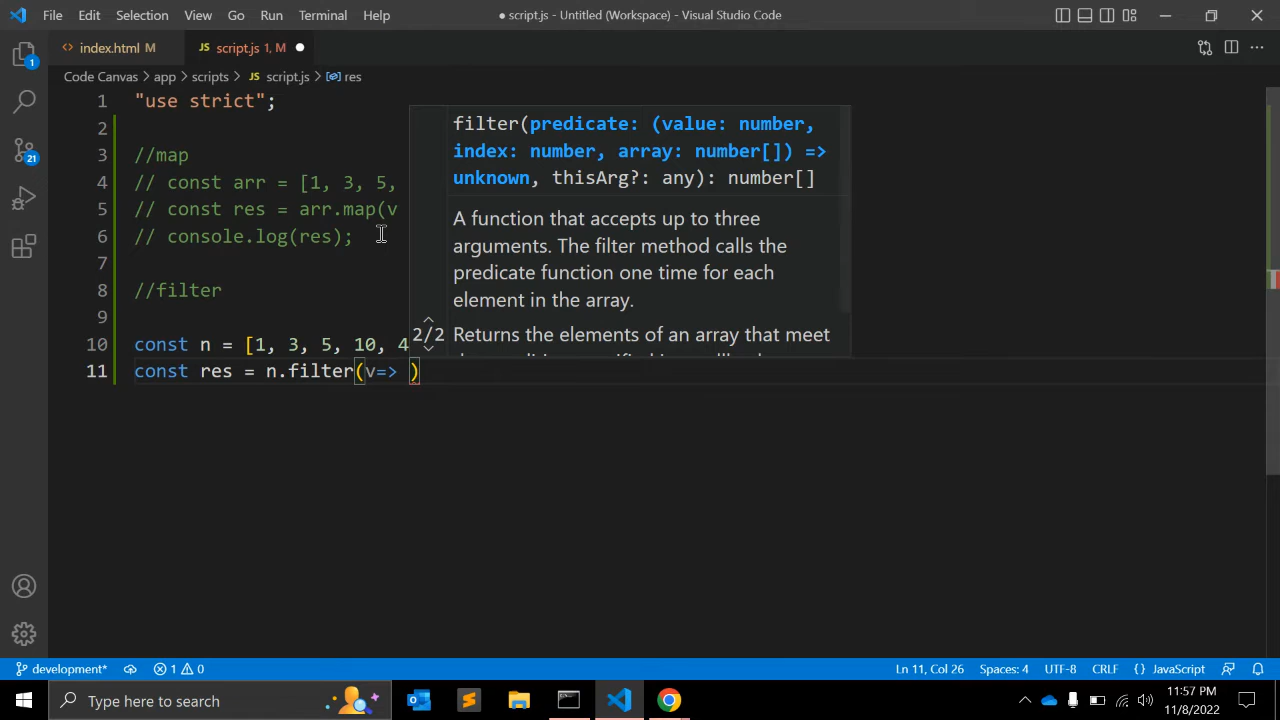 File Edit Selection View Go Run Terminal Help
● script.js - Untitled (Workspace) - Visual Studio Code
<> index.html M
JS script.js 1, M ●
Code Canvas > app > scripts > JS script.js > res
1 "use strict";
2
3 //map
4 // const arr = [1, 3, 5,
5 // const res = arr.map(v
6 // console.log(res);
7
8 //filter
9
10 const n = [1, 3, 5, 10, 4
11 const res = n.filter(v=> )
filter(predicate: (value: number,
index: number, array: number[]) =>
unknown, thisArg?: any): number[]
A function that accepts up to three
arguments. The filter method calls the
predicate function one time for each
element in the array.
2/2
Returns the elements of an array that meet
1
21
development* 1 0
Ln 11, Col 26 Spaces: 4 UTF-8 CRLF {} JavaScript
Type here to search
11:57 PM
11/8/2022